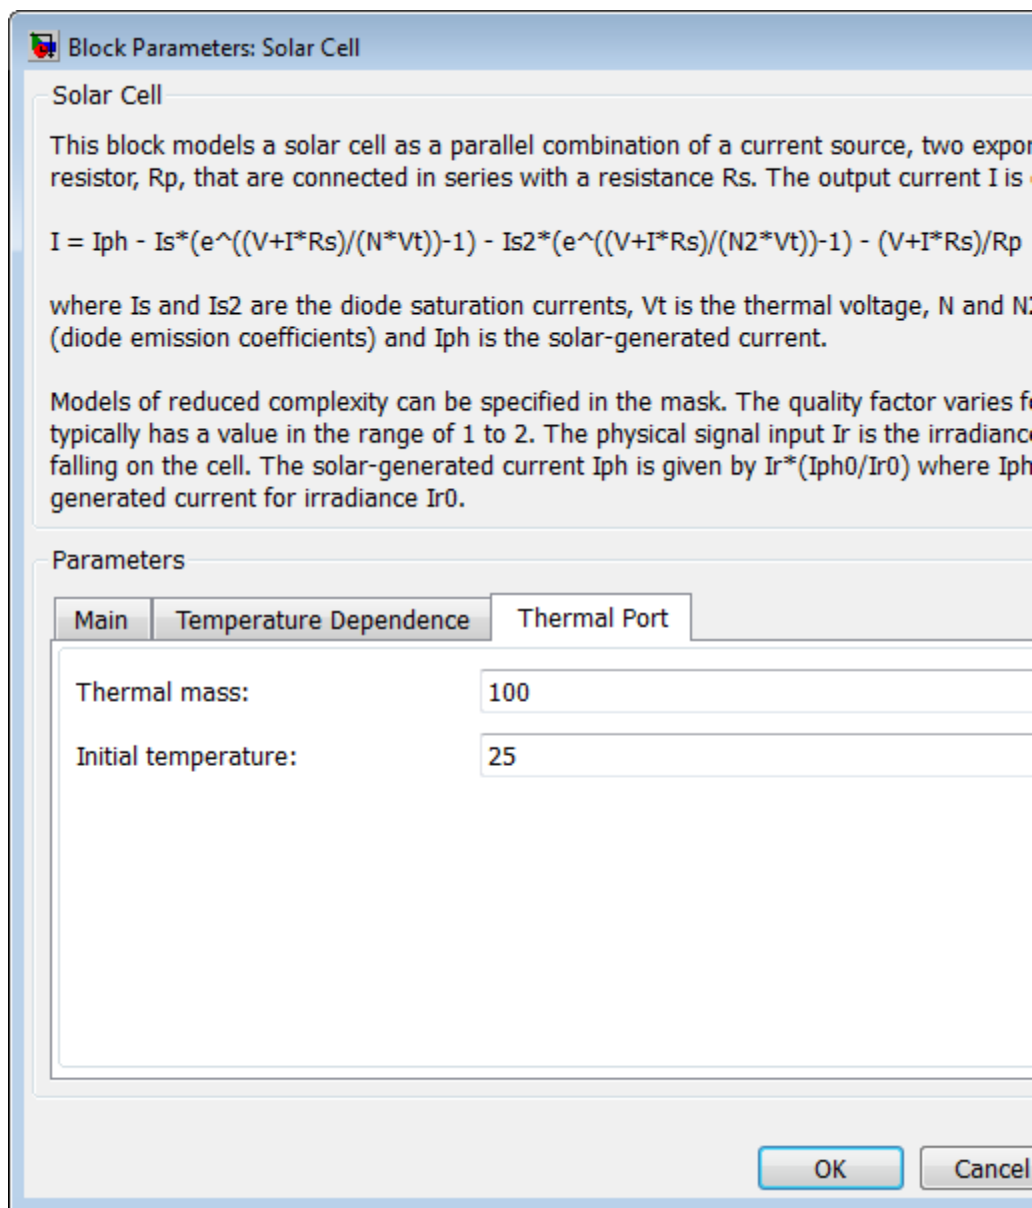 Block Parameters: Solar Cell
Solar Cell
This block models a solar cell as a parallel combination of a current source, two
resistor, Rp, that are connected in series with a resistance Rs. The output current I is
I = Iph - Is*(e^((V+I*Rs)/(N*Vt))-1) - Is2*(e^((V+I*Rs)/(N2*Vt))-1) - (V+I*Rs)/Rp
where Is and Is2 are the diode saturation currents, Vt is the thermal voltage, N and N2
(diode emission coefficients) and Iph is the solar-generated current.
Models of reduced complexity can be specified in the mask. The quality factor varies
typically has a value in the range of 1 to 2. The physical signal input Ir is the irradiance
falling on the cell. The solar-generated current Iph is given by Ir*(Iph0/Ir0) where Iph
generated current for irradiance Ir0.
Parameters
Main Temperature Dependence Thermal Port
Thermal mass: 100
Initial temperature: 25
OK Cancel